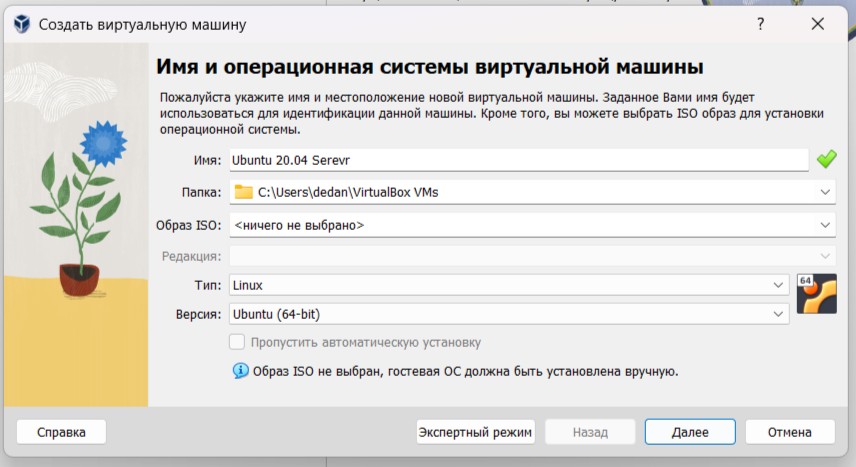 Создать виртуальную машину
?
Имя и операционная системы виртуальной машины
Пожалуйста укажите имя и местоположение новой виртуальной машины. Заданное Вами имя будет
использоваться для идентификации данной машины. Кроме того, вы можете выбрать ISO образ для установки
операционной системы.
Имя: Ubuntu 20.04 Serevr
Папка: C:\Users\dedan\VirtualBox VMs
Образ ISO: <ничего не выбрано>
Редакция:
Тип: Linux
64
Версия: Ubuntu (64-bit)
Пропустить автоматическую установку
Образ ISO не выбран, гостевая ОС должна быть установлена вручную.
Справка Экспертный режим Назад Далее Отмена